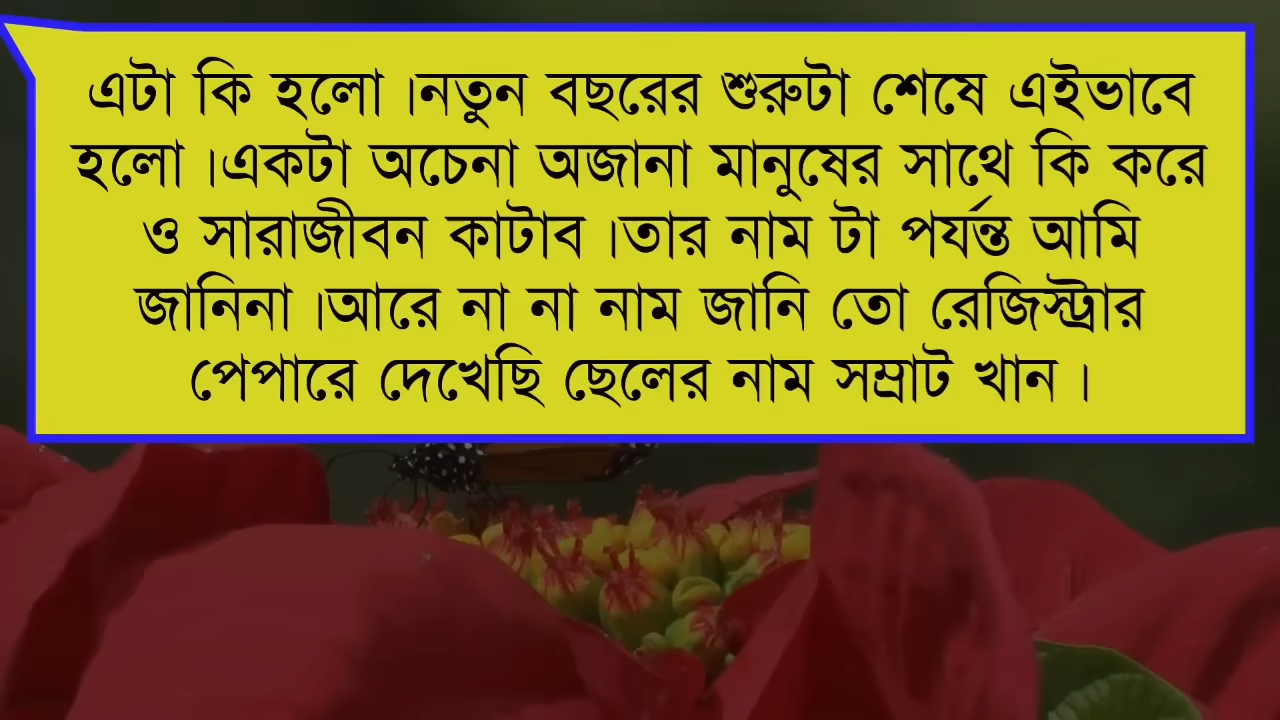 এটা কি হলো।নতুন বছরের শুরুটা শেষে এইভাবে
হলো।একটা অচেনা অজানা মানুষের সাথে কি করে
ও সারাজীবন কাটাব।তার নাম টা পর্যন্ত আমি
জানিনা।আরে না না নাম জানি তো রেজিস্ট্রার
পেপারে দেখেছি ছেলের নাম সম্রাট খান।